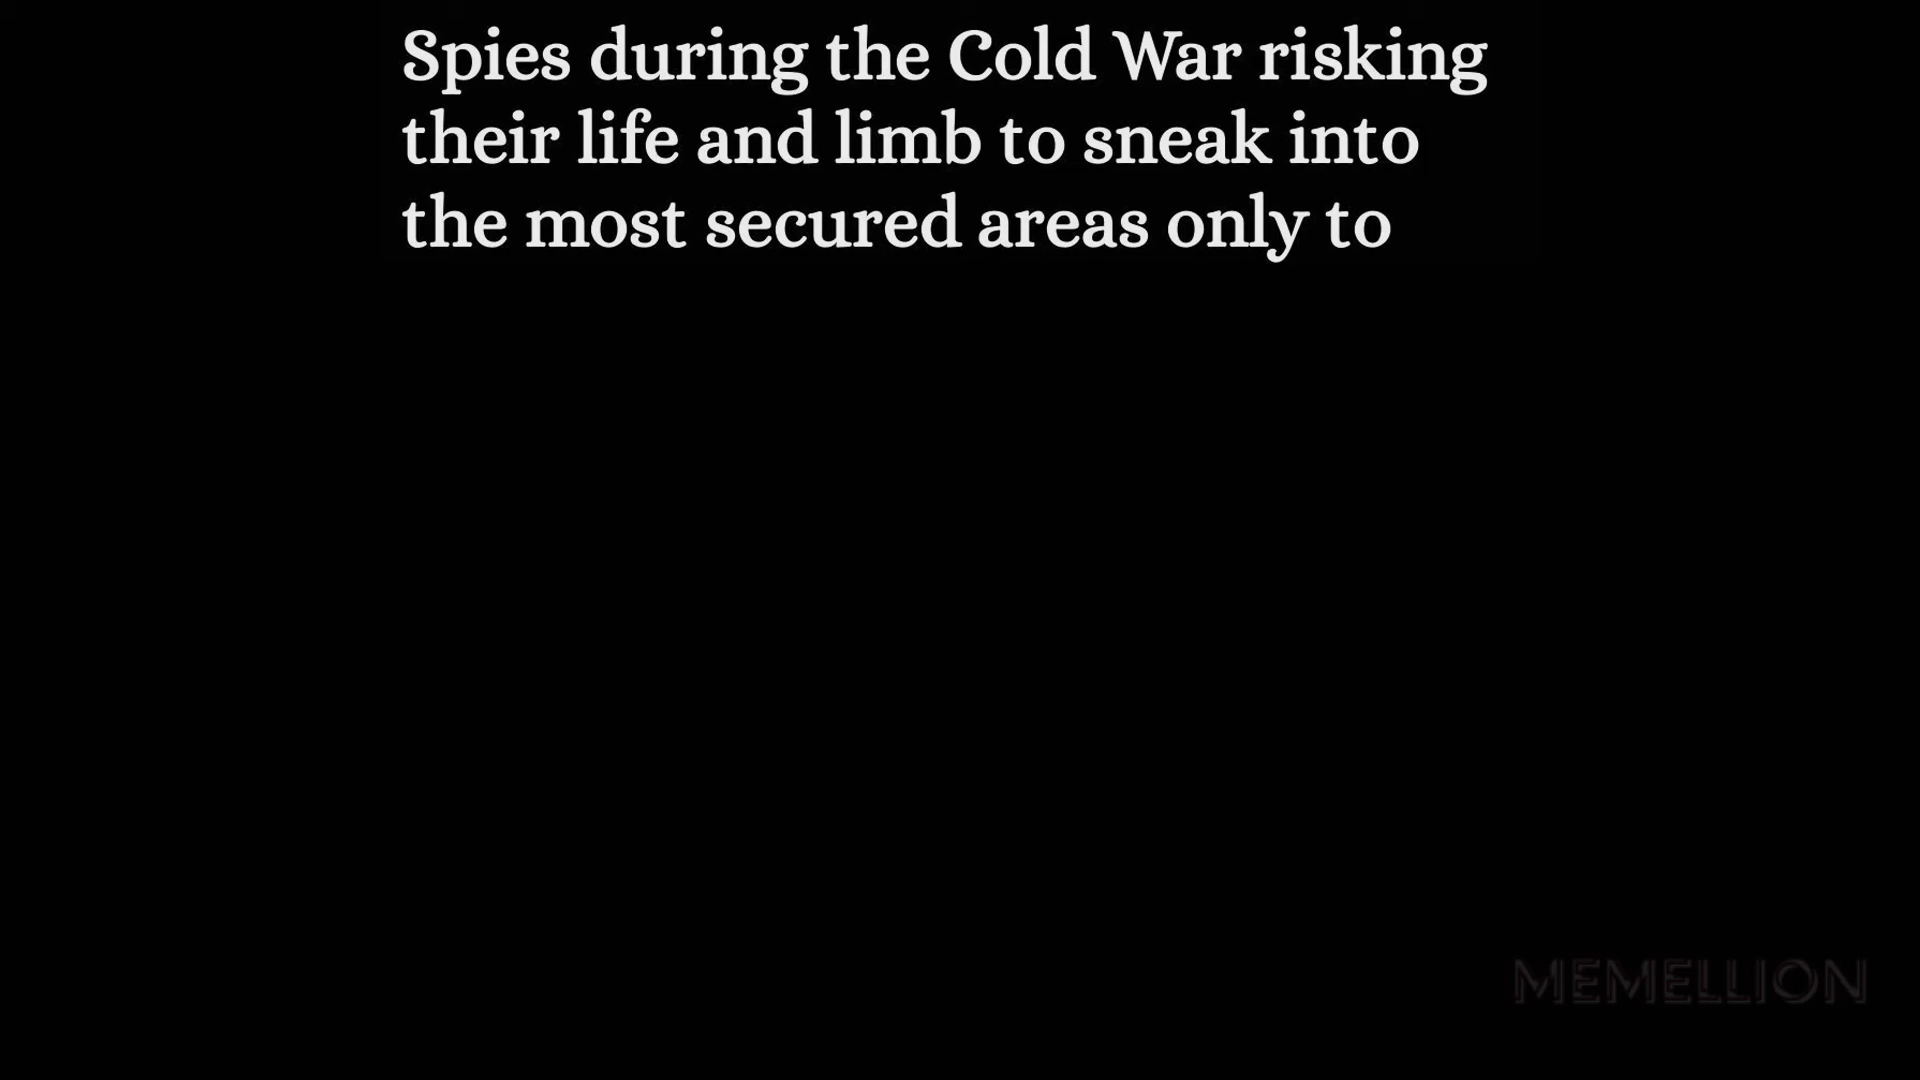 Spies during the Cold War risking
their life and limb to sneak into
the most secured areas only to
MEMELLION